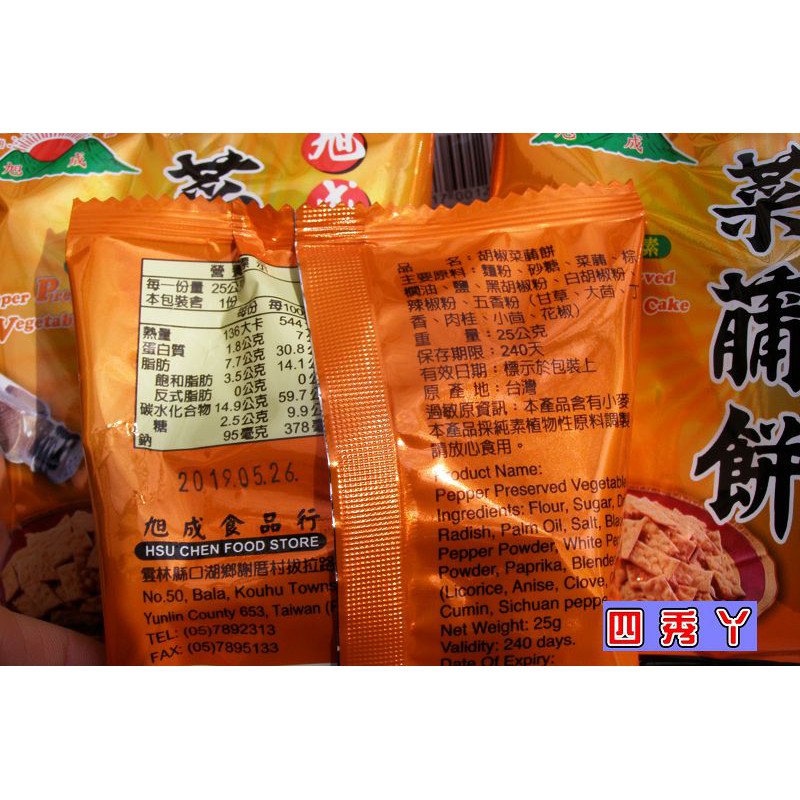 旭 成
菜
旭
成
旭 成
菜
脯
餅
素
Cake
Vegetab
營
每一份量 25公
本包裝含 1份
每份 每100
熱量 136大卡 544
蛋白質 1.8公克 7
脂肪 7.7公克 30.8
飽和脂肪 3.5公克 14.1
反式脂肪 0公克 0
碳水化合物 14.9公克 59.7
糖 2.5公克 9.9
鈉 95毫克 378
2019.05.26.
旭成食品行
HSU CHEN FOOD STORE
雲林縣口湖鄉謝厝村拔拉路
No.50, Bala, Kouhu Towns
Yunlin County 653, Taiwan
TEL: (05)7892313
FAX: (05)7895133
品 名：胡椒菜脯餅
主要原料：麵粉、砂糖、菜脯、棕
櫚油、鹽、黑胡椒粉、白胡椒粉、
辣椒粉、五香粉（甘草、大茴、丁
香、肉桂、小茴、花椒）
重 量：25公克
保存期限：240天
有效日期：標示於包裝上
原 產 地：台灣
過敏原資訊：本產品含有小麥
本產品採純素植物性原料調製
請放心食用。
Product Name:
Pepper Preserved Vegetable
Ingredients: Flour, Sugar,
Radish, Palm Oil, Salt,
Pepper Powder, White
Powder, Paprika,
(Licorice, Anise, Clove,
Cumin, Sichuan
Net Weight: 25g
Validity: 240 days.
Date Of Expiry:
四秀丫